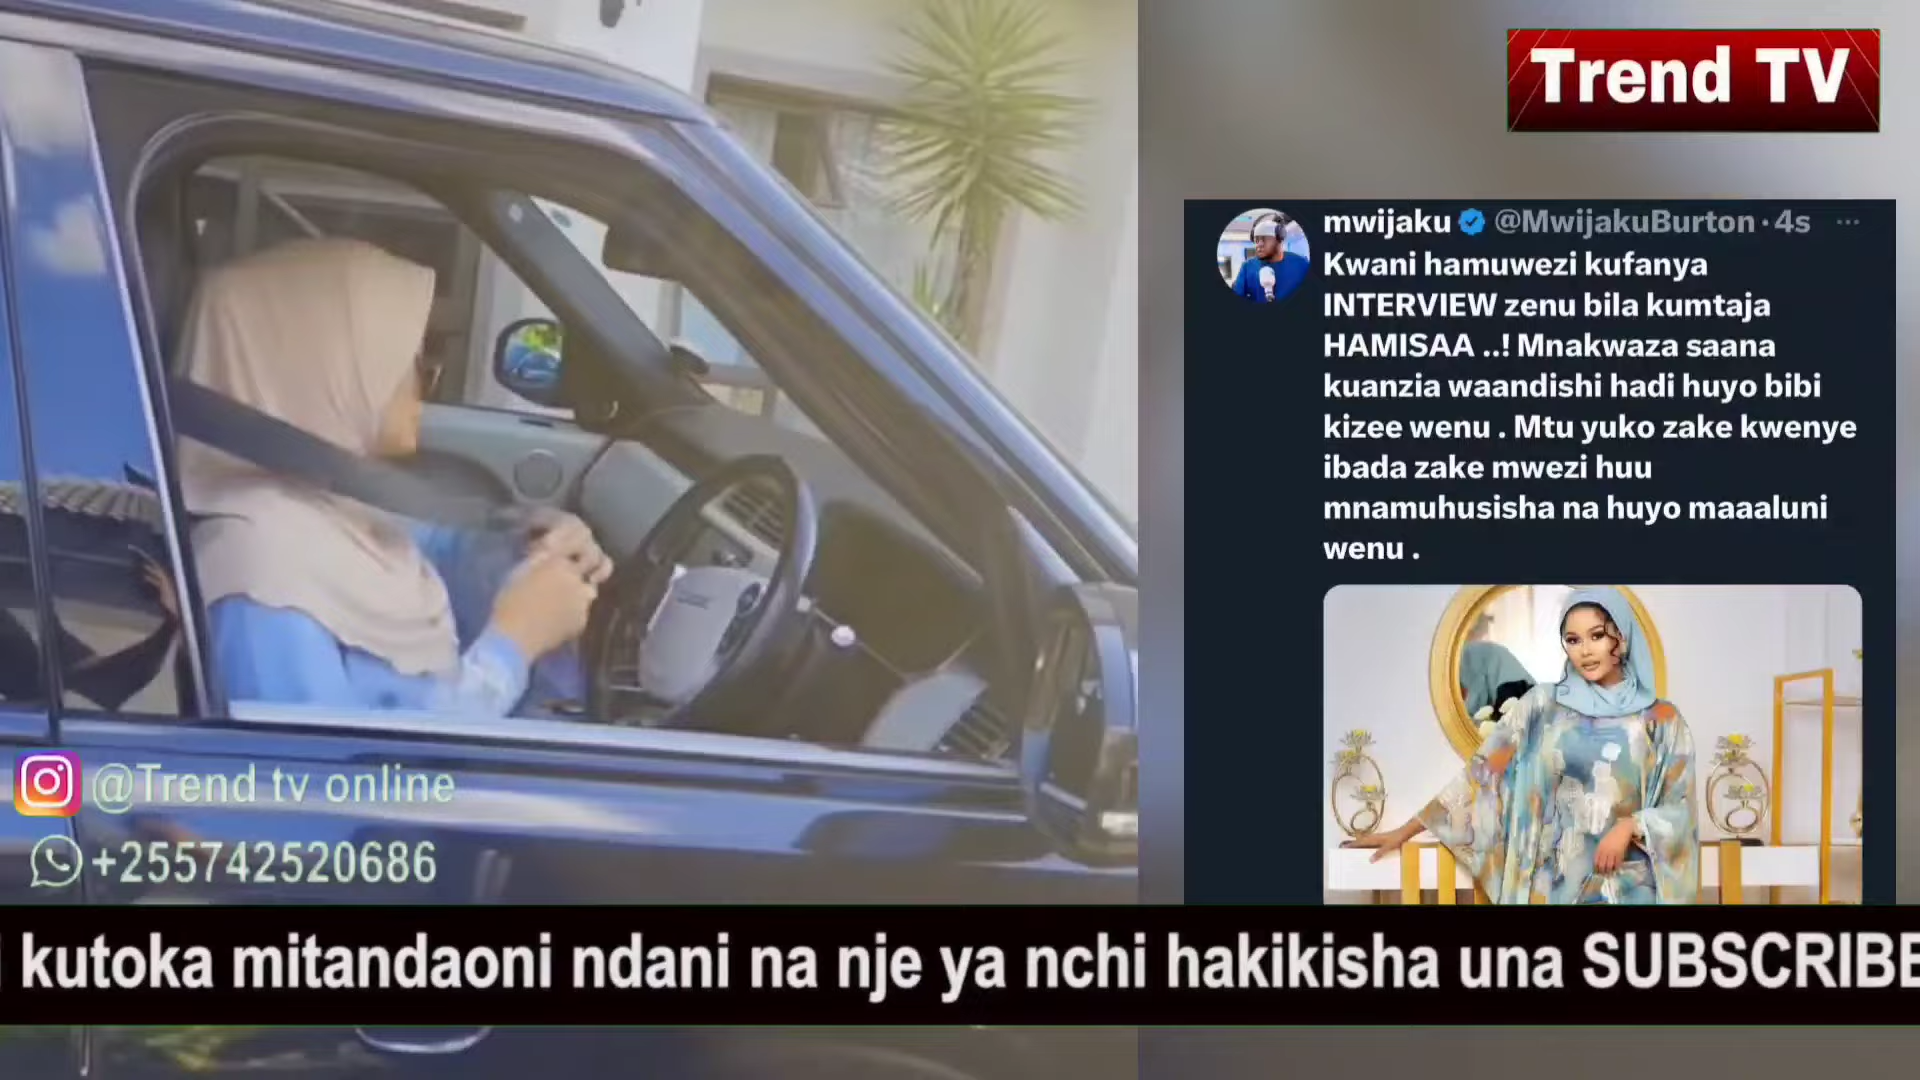 Trend TV
mwijaku @MwijakuBurton · 4s ...
Kwani hamuwezi kufanya
INTERVIEW zenu bila kumtaja
HAMISAA ..! Mnakwaza saana
kuanzia waandishi hadi huyo bibi
kizee wenu . Mtu yuko zake kwenye
ibada zake mwezi huu
mnamuhusisha na huyo maaaluni
wenu .
@Trend tv online
+255742520686
kutoka mitandaoni ndani na nje ya nchi hakikisha una SUBSCRIBE